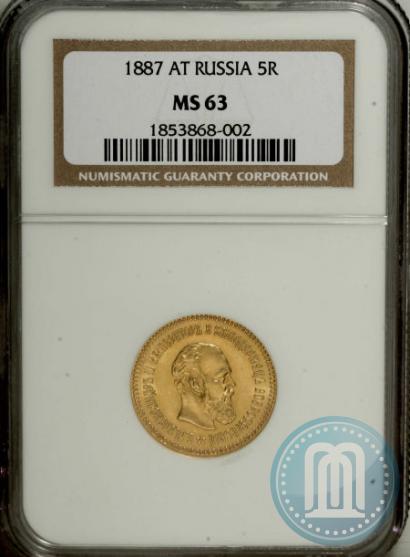 1887 AT RUSSIA 5R
MS 63
1853868-002
NUMISMATIC GUARANTY CORPORATION